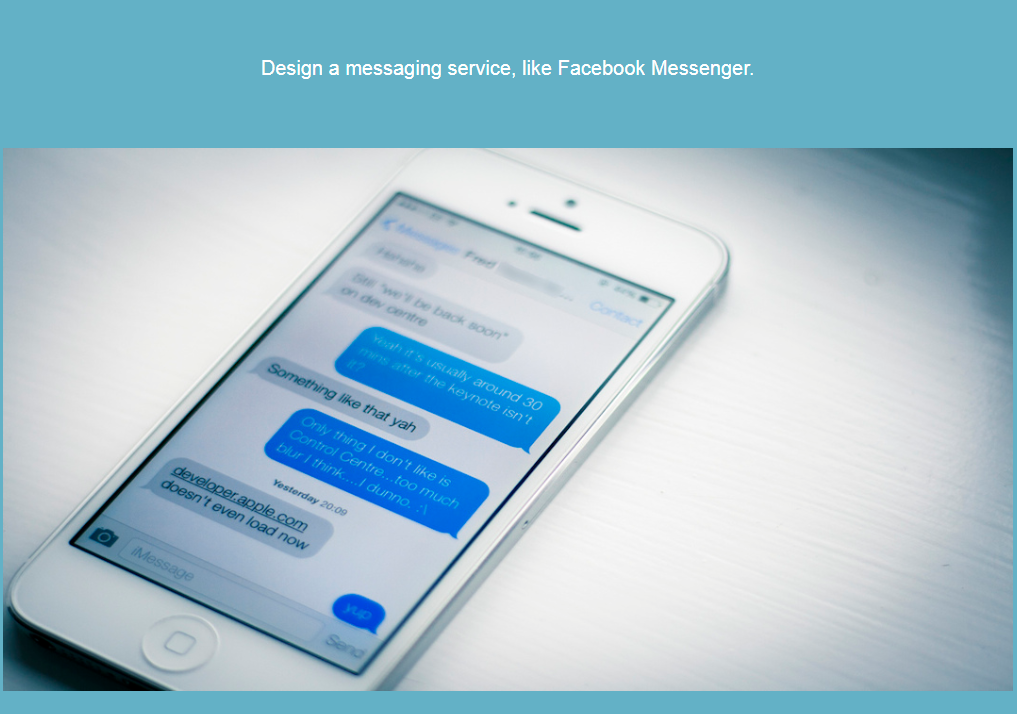 Design a messaging service, like Facebook Messenger.
Messages Fred
Contact
Hahaha
Still "we'll be back soon"
on dev centre
Yeah it's usually around 30
mins after the keynote isn't
it?
Something like that yah
Only thing I don't like is
Control Centre...too much
blur I think....I dunno. :\
Yesterday 20:09
developer.apple.com
doesn't even load now
yup
iMessage
Send